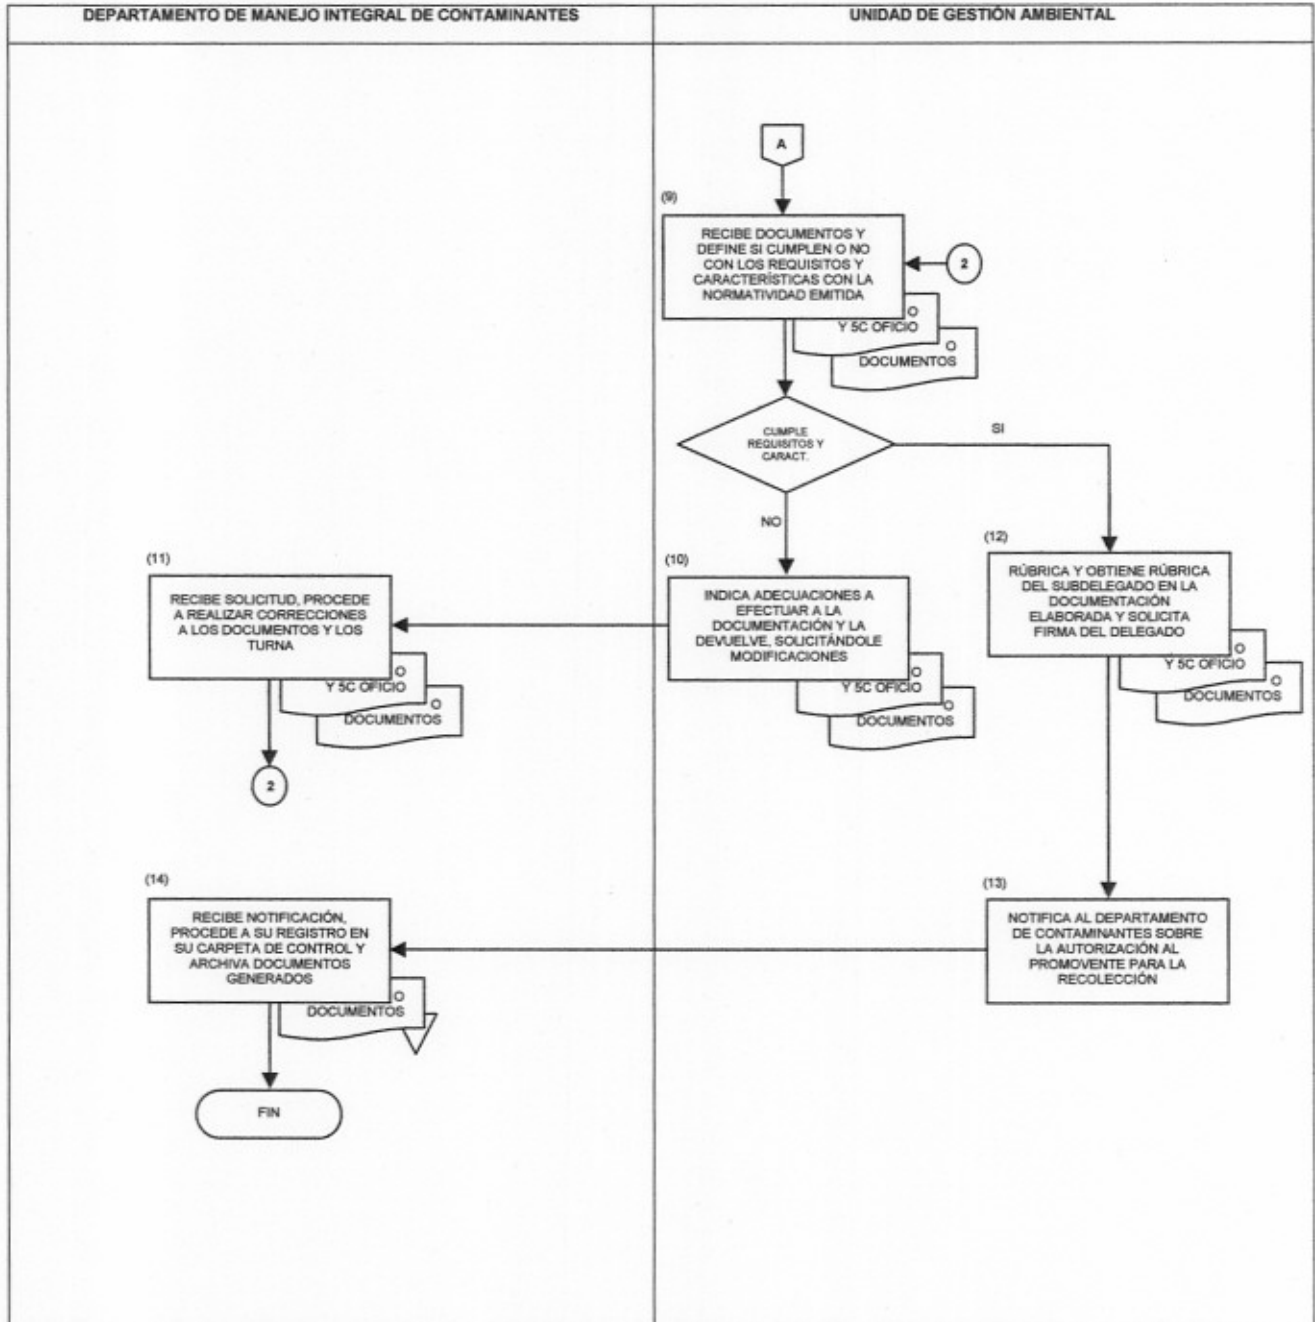 DEPARTAMENTO DE MANEJO INTEGRAL DE CONTAMINANTES
UNIDAD DE GESTIÓN AMBIENTAL
A
(9)
RECIBE DOCUMENTOS Y
DEFINE SI CUMPLEN O NO
CON LOS REQUISITOS Y
CARACTERÍSTICAS CON LA
NORMATIVIDAD EMITIDA
2
O
Y 5C OFICIO
O
DOCUMENTOS
CUMPLE
REQUISITOS Y
CARACT.
SI
NO
(11)
RECIBE SOLICITUD, PROCEDE
A REALIZAR CORRECCIONES
A LOS DOCUMENTOS Y LOS
TURNA
O
Y 5C OFICIO
O
DOCUMENTOS
2
(10)
INDICA ADECUACIONES A
EFECTUAR A LA
DOCUMENTACIÓN Y LA
DEVUELVE, SOLICITÁNDOLE
MODIFICACIONES
O
Y 5C OFICIO
O
DOCUMENTOS
(12)
RÚBRICA Y OBTIENE RÚBRICA
DEL SUBDELEGADO EN LA
DOCUMENTACIÓN
ELABORADA Y SOLICITA
FIRMA DEL DELEGADO
O
Y 5C OFICIO
O
DOCUMENTOS
(14)
RECIBE NOTIFICACIÓN,
PROCEDE A SU REGISTRO EN
SU CARPETA DE CONTROL Y
ARCHIVA DOCUMENTOS
GENERADOS
O
DOCUMENTOS
(13)
NOTIFICA AL DEPARTAMENTO
DE CONTAMINANTES SOBRE
LA AUTORIZACIÓN AL
PROMOVENTE PARA LA
RECOLECCIÓN
FIN